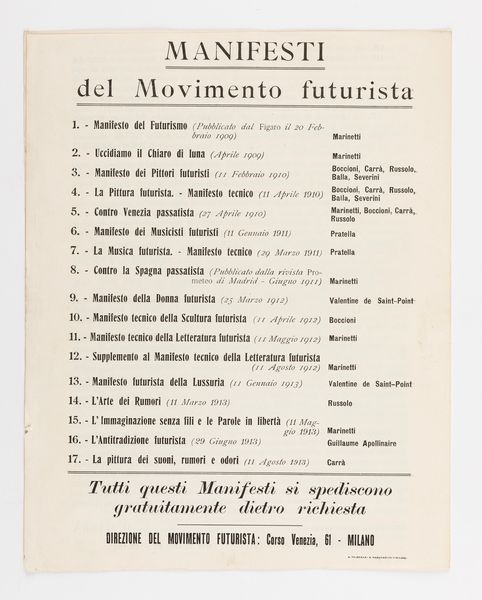 MANIFESTI
del Movimento futurista
1. - Manifesto del Futurismo (Pubblicato dal Figaro il 20 Feb-
braio 1909) Marinetti
2. - Uccidiamo il Chiaro di luna (Aprile 1909) Marinetti
3. - Manifesto dei Pittori futuristi (11 Febbraio 1910) Boccioni, Carrà, Russolo,
Balla, Severini
4. - La Pittura futurista. - Manifesto tecnico (11 Aprile 1910) Boccioni, Carrà, Russolo,
Balla, Severini
5. - Contro Venezia passatista (27 Aprile 1910) Marinetti, Boccioni, Carrà,
Russolo
6. - Manifesto dei Musicisti futuristi (11 Gennaio 1911) Pratella
7. - La Musica futurista. - Manifesto tecnico (29 Marzo 1911) Pratella
8. - Contro la Spagna passatista (Pubblicato dalla rivista Pro-
meteo di Madrid - Giugno 1911) Marinetti
9. - Manifesto della Donna futurista (25 Marzo 1912) Valentine de Saint-Point
10. - Manifesto tecnico della Scultura futurista (11 Aprile 1912) Boccioni
11. - Manifesto tecnico della Letteratura futurista (11 Maggio 1912) Marinetti
12. - Supplemento al Manifesto tecnico della Letteratura futurista
(11 Agosto 1912) Marinetti
13. - Manifesto futurista della Lussuria (11 Gennaio 1913) Valentine de Saint-Point
14. - L'Arte dei Rumori (11 Marzo 1913) Russolo
15. - L'Immaginazione senza fili e le Parole in libertà (11 Mag-
gio 1913) Marinetti
16. - L'Antitradizione futurista (29 Giugno 1913) Guillaume Apollinaire
17. - La pittura dei suoni, rumori e odori (11 Agosto 1913) Carrà
Tutti questi Manifesti si spediscono
gratuitamente dietro richiesta
DIREZIONE DEL MOVIMENTO FUTURISTA: Corso Venezia, 61 - MILANO